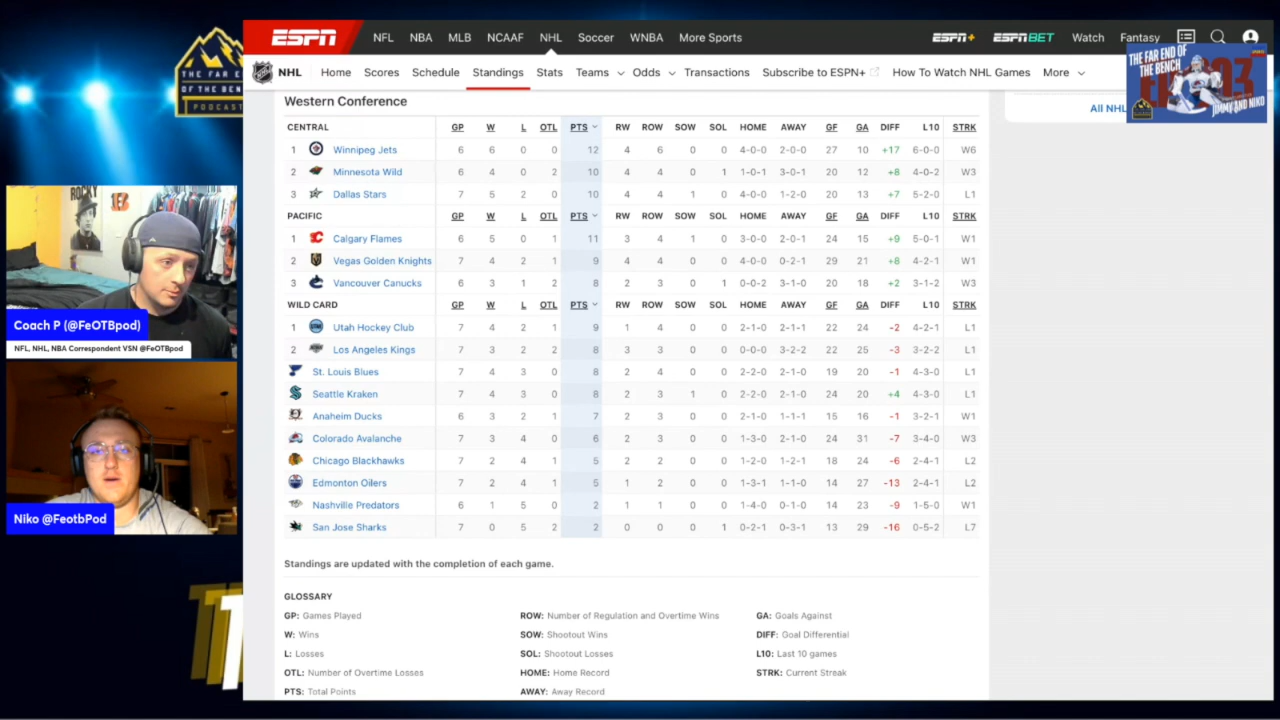 THE FAR E
OF THE BEN
PODCAST
ESPN NFL NBA MLB NCAAF NHL Soccer WNBA More Sports ESPN+ ESPN BET Watch Fantasy
NHL Home Scores Schedule Standings Stats Teams Odds Transactions Subscribe to ESPN+ How To Watch NHL Games More
THE FAR END
OF THE
BENCH
JIMMY AND NIKO
All NHL
Western Conference
CENTRAL GP W L OTL PTS RW ROW SOW SOL HOME AWAY GF GA DIFF L10 STRK
1 Winnipeg Jets 6 6 0 0 12 4 6 0 0 4-0-0 2-0-0 27 10 +17 6-0-0 W6
2 Minnesota Wild 6 4 0 2 10 4 4 0 1 1-0-1 3-0-1 20 12 +8 4-0-2 W3
3 Dallas Stars 7 5 2 0 10 4 4 1 0 4-0-0 1-2-0 20 13 +7 5-2-0 L1
PACIFIC GP W L OTL PTS RW ROW SOW SOL HOME AWAY GF GA DIFF L10 STRK
1 Calgary Flames 6 5 0 1 11 3 4 1 0 3-0-0 2-0-1 24 15 +9 5-0-1 W1
2 Vegas Golden Knights 7 4 2 1 9 4 4 0 0 4-0-0 0-2-1 29 21 +8 4-2-1 W1
3 Vancouver Canucks 6 3 1 2 8 2 3 0 1 0-0-2 3-1-0 20 18 +2 3-1-2 W3
WILD CARD GP W L OTL PTS RW ROW SOW SOL HOME AWAY GF GA DIFF L10 STRK
1 Utah Hockey Club 7 4 2 1 9 1 4 0 0 2-1-0 2-1-1 22 24 -2 4-2-1 L1
2 Los Angeles Kings 7 3 2 2 8 3 3 0 0 0-0-0 3-2-2 22 25 -3 3-2-2 L1
St. Louis Blues 7 4 3 0 8 2 4 0 0 2-2-0 2-1-0 19 20 -1 4-3-0 L1
Seattle Kraken 7 4 3 0 8 2 3 1 0 2-2-0 2-1-0 24 20 +4 4-3-0 L1
Anaheim Ducks 6 3 2 1 7 2 3 0 0 2-1-0 1-1-1 15 16 -1 3-2-1 W1
Colorado Avalanche 7 3 4 0 6 2 3 0 0 1-3-0 2-1-0 24 31 -7 3-4-0 W3
Chicago Blackhawks 7 2 4 1 5 2 2 0 0 1-2-0 1-2-1 18 24 -6 2-4-1 L2
Edmonton Oilers 7 2 4 1 5 1 2 0 0 1-3-1 1-1-0 14 27 -13 2-4-1 L2
Nashville Predators 6 1 5 0 2 1 1 0 0 1-4-0 0-1-0 14 23 -9 1-5-0 W1
San Jose Sharks 7 0 5 2 2 0 0 0 1 0-2-1 0-3-1 13 29 -16 0-5-2 L7
Standings are updated with the completion of each game.
GLOSSARY
GP: Games Played ROW: Number of Regulation and Overtime Wins GA: Goals Against
W: Wins SOW: Shootout Wins DIFF: Goal Differential
L: Losses SOL: Shootout Losses L10: Last 10 games
OTL: Number of Overtime Losses HOME: Home Record STRK: Current Streak
PTS: Total Points AWAY: Away Record
ROCKY
Coach P (@FeOTBpod)
NFL, NHL, NBA Correspondent VSN @FeOTBpod
Niko @FeotbPod